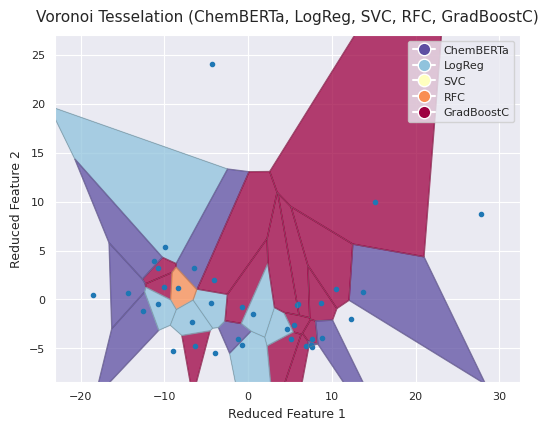 Voronoi Tesselation (ChemBERTa, LogReg, SVC, RFC, GradBoostC)
25
20
15
10
5
0
−5
−20
−10
0
10
20
30
Reduced Feature 2
Reduced Feature 1
ChemBERTa
LogReg
SVC
RFC
GradBoostC